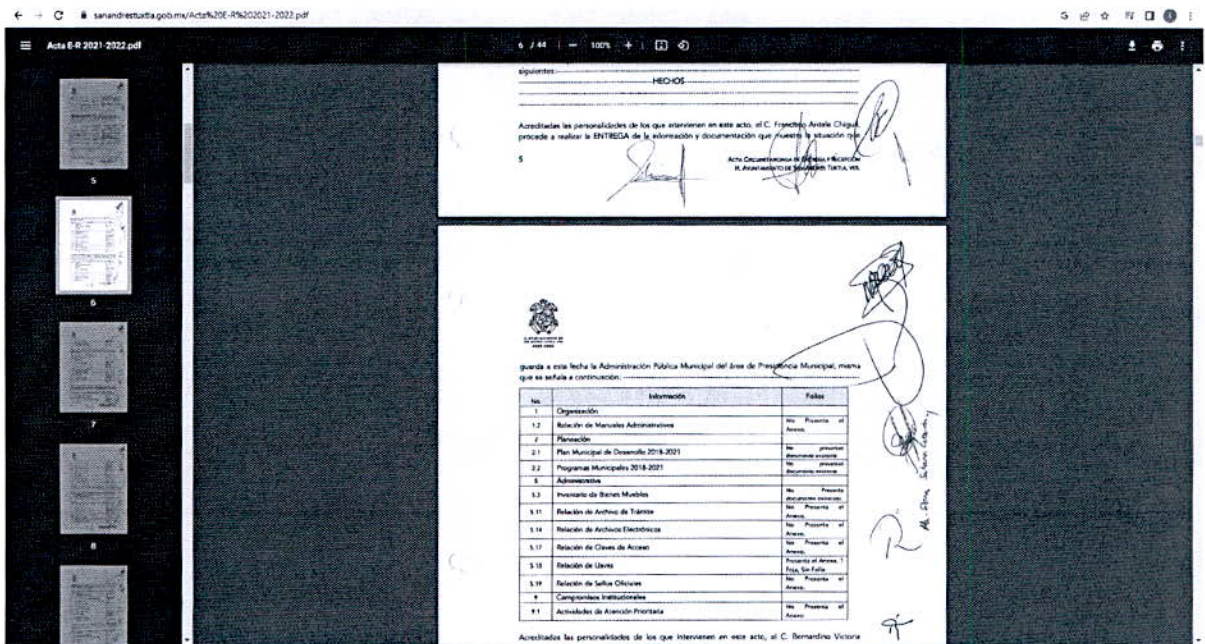 sanandrestuxtla.gob.mx/Acta%20E-R%202021-2022.pdf
Acta E-R 2021-2022.pdf
6 / 44
100%
5
6
7
8
siguientes:
HECHOS
Acreditadas las personalidades de los que intervienen en este acto, el C. Francisco Antele Chigui,
procede a realizar la ENTREGA de la información y documentación que muestra la situación que
5
ACTA CIRCUNSTANCIADA DE ENTREGA Y RECEPCIÓN
H. AYUNTAMIENTO DE SAN ANDRÉS TUXTLA, VER.
guarda a esta fecha la Administración Pública Municipal del área de Presidencia Municipal, misma
que se señala a continuación:
No. Información Folios
1 Organización
1.2 Relación de Manuales Administrativos No Presenta el Anexo.
2 Planeación
2.1 Plan Municipal de Desarrollo 2018-2021 No presentan documento
2.2 Programas Municipales 2018-2021 No presentan documento
5 Administrativa
5.3 Inventario de Bienes Muebles No Presenta documento
5.11 Relación de Archivo de Trámite No Presenta el Anexo.
5.14 Relación de Archivos Electrónicos No Presenta el Anexo.
5.17 Relación de Claves de Acceso No Presenta el Anexo.
5.18 Relación de Llaves Presenta el Anexo, 1 Foja, Sin Folio
5.19 Relación de Sellos Oficiales No Presenta el Anexo.
9 Compromisos Institucionales
9.1 Actividades de Atención Prioritaria No Presenta el Anexo
Acreditadas las personalidades de los que intervienen en este acto, el C. Bernardino Victoria